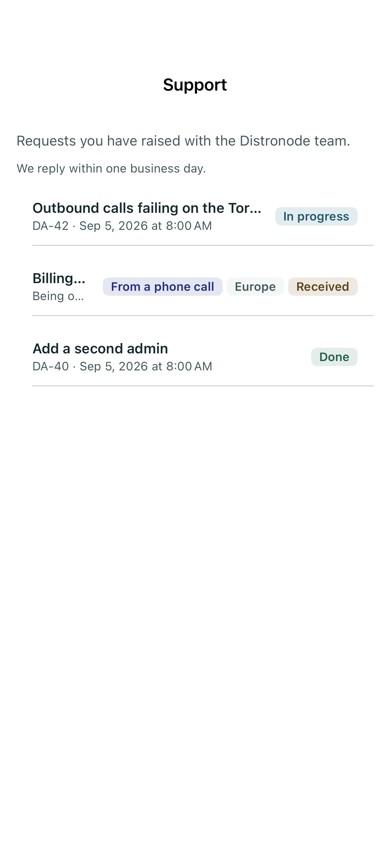 Support
Requests you have raised with the Distronode team.
We reply within one business day.
Outbound calls failing on the Tor...
In progress
DA-42 · Sep 5, 2026 at 8:00 AM
Billing...
From a phone call
Europe
Received
Being o...
Add a second admin
Done
DA-40 · Sep 5, 2026 at 8:00 AM